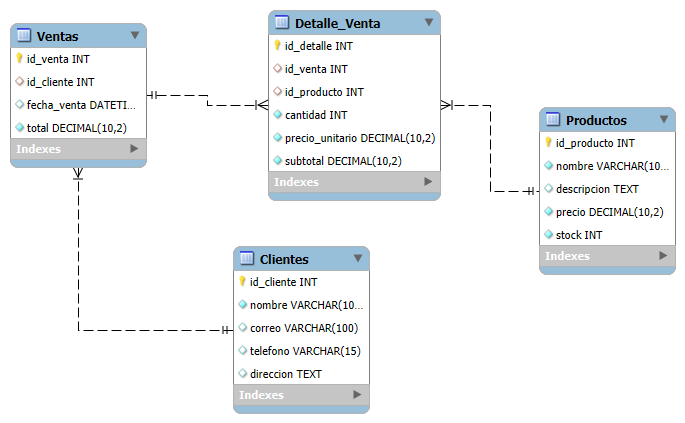 Ventas
id_venta INT
id_cliente INT
fecha_venta DATETI...
total DECIMAL(10,2)
Indexes
Detalle_Venta
id_detalle INT
id_venta INT
id_producto INT
cantidad INT
precio_unitario DECIMAL(10,2)
subtotal DECIMAL(10,2)
Indexes
Productos
id_producto INT
nombre VARCHAR(10...
descripcion TEXT
precio DECIMAL(10,2)
stock INT
Indexes
Clientes
id_cliente INT
nombre VARCHAR(10...
correo VARCHAR(100)
telefono VARCHAR(15)
direccion TEXT
Indexes